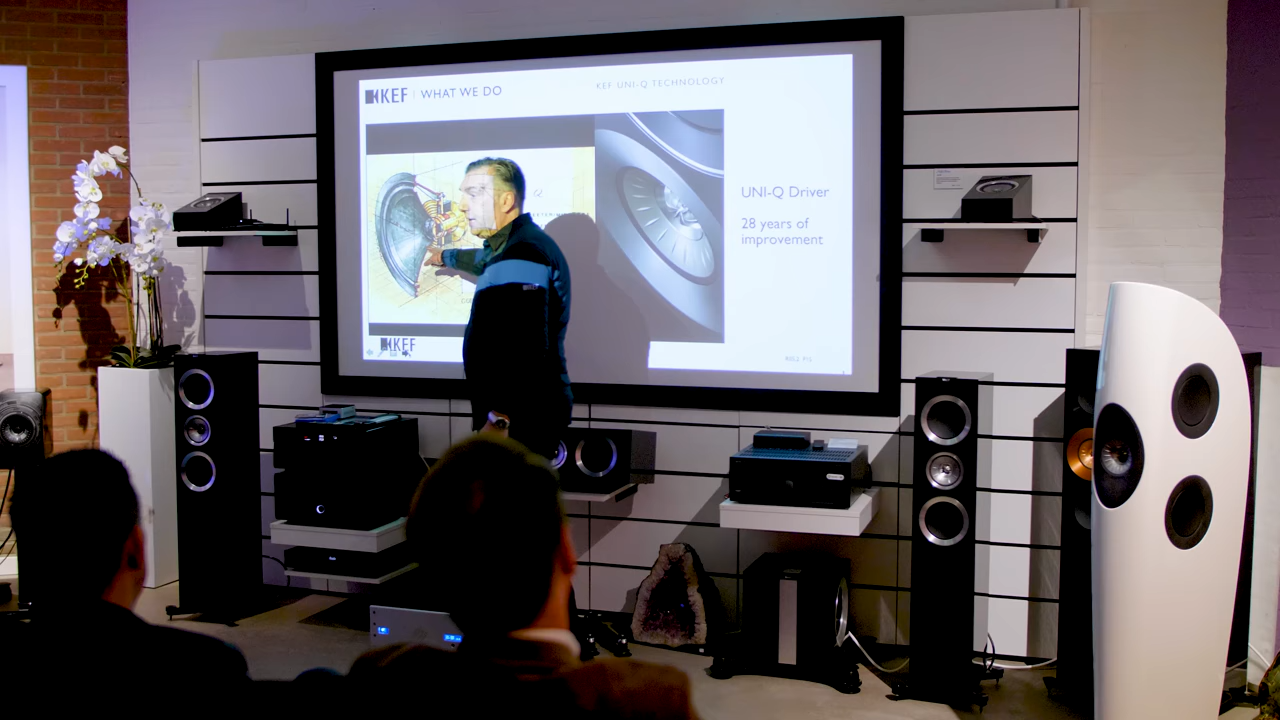 KEF WHAT WE DO
KEF UNI-Q TECHNOLOGY
UNI-Q Driver
28 years of
improvement
KEF